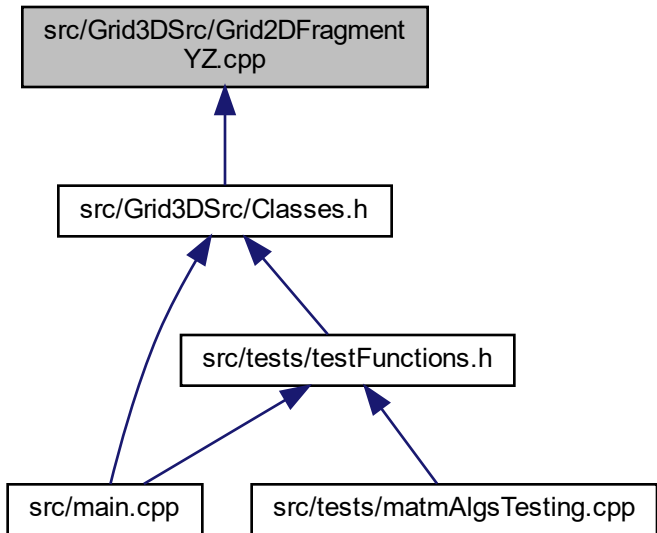 src/Grid3DSrc/Grid2DFragment
YZ.cpp
src/Grid3DSrc/Classes.h
src/tests/testFunctions.h
src/main.cpp
src/tests/matmAlgsTesting.cpp